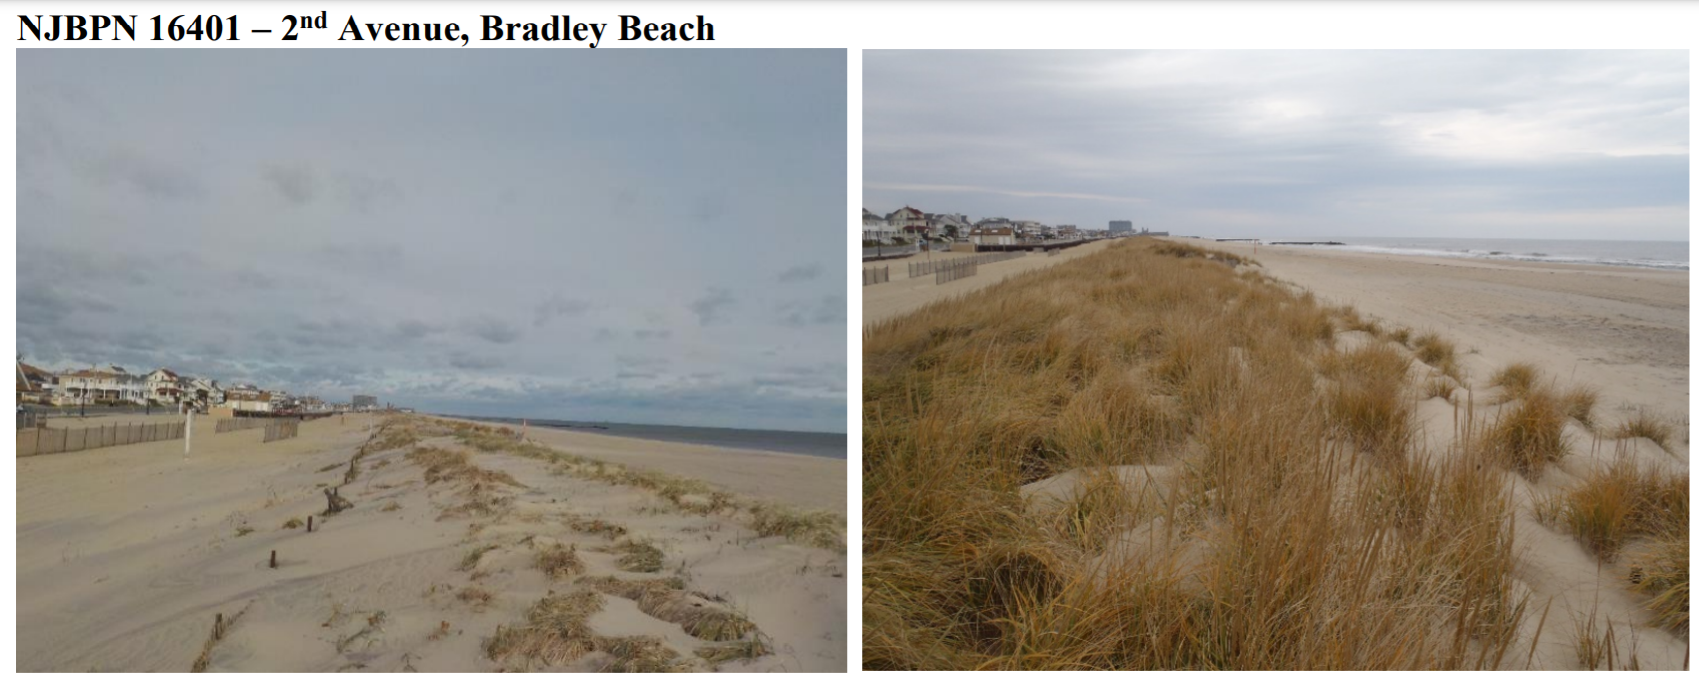 NJBPN 16401 – 2nd Avenue, Bradley Beach